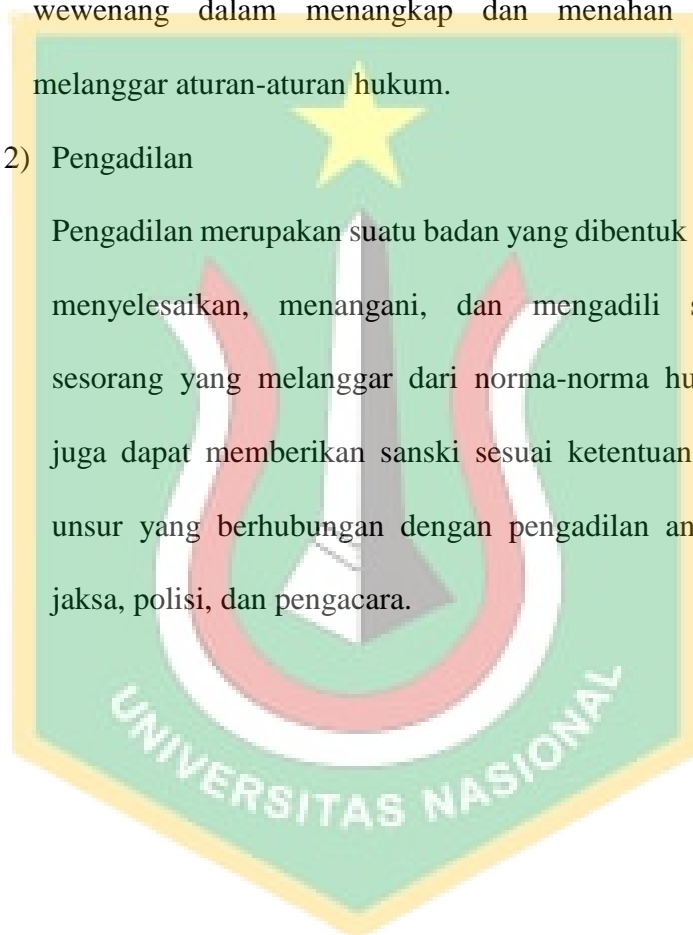 wewenang dalam menangkap dan menahan
melanggar aturan-aturan hukum.
2) Pengadilan
Pengadilan merupakan suatu badan yang dibentuk
menyelesaikan, menangani, dan mengadili
sesorang yang melanggar dari norma-norma
juga dapat memberikan sanski sesuai ketentuan
unsur yang berhubungan dengan pengadilan
jaksa, polisi, dan pengacara.
UNIVERSITAS NASIONAL